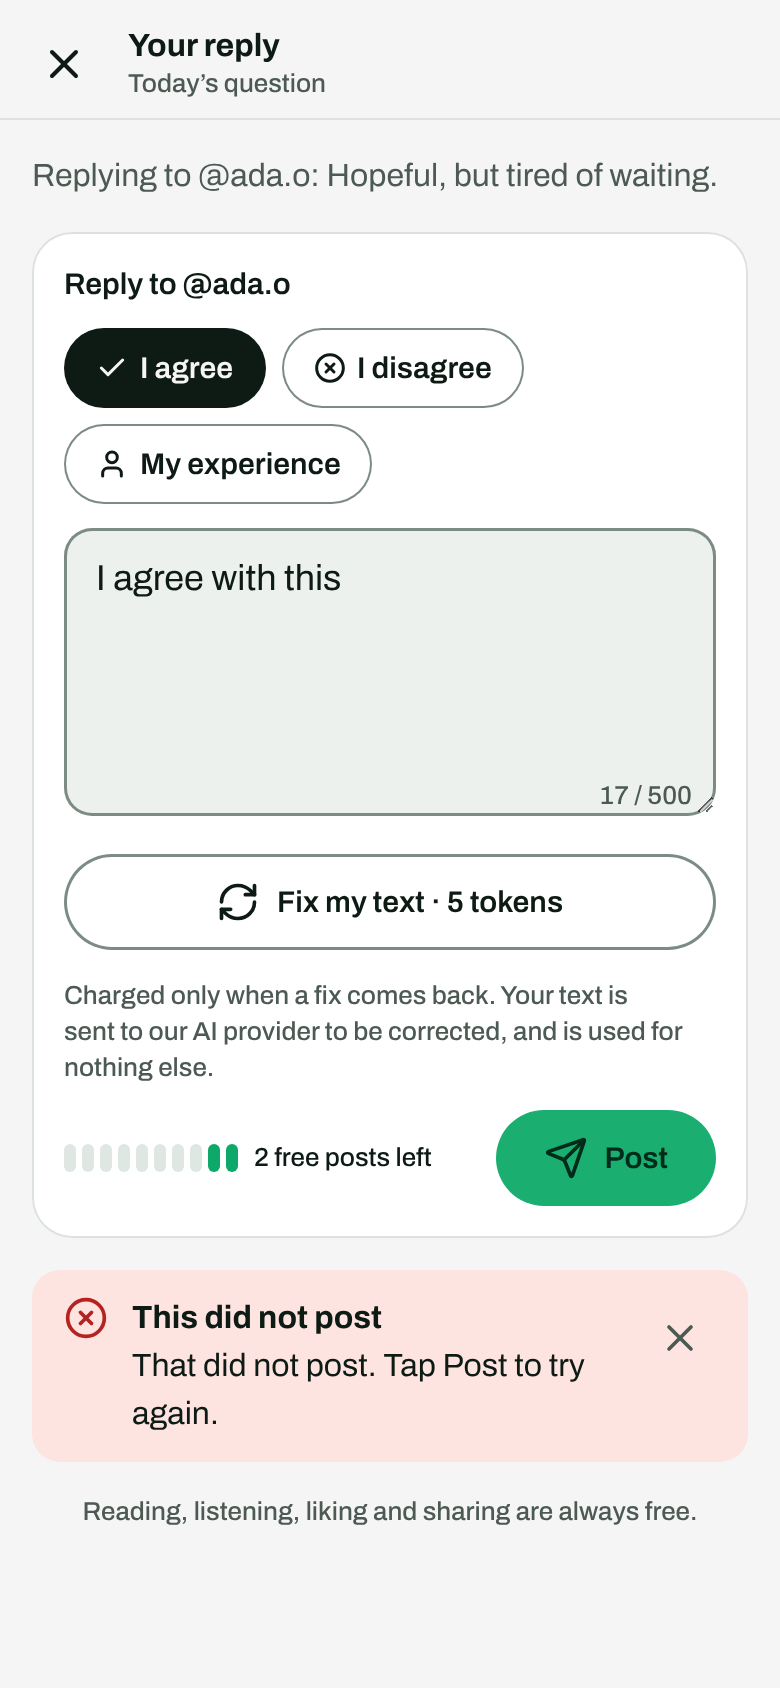 Your reply
Today’s question
Replying to @ada.o: Hopeful, but tired of waiting.
Reply to @ada.o
I agree
I disagree
My experience
I agree with this
17 / 500
Fix my text · 5 tokens
Charged only when a fix comes back. Your text is
sent to our AI provider to be corrected, and is used for
nothing else.
2 free posts left
Post
This did not post
That did not post. Tap Post to try
again.
Reading, listening, liking and sharing are always free.